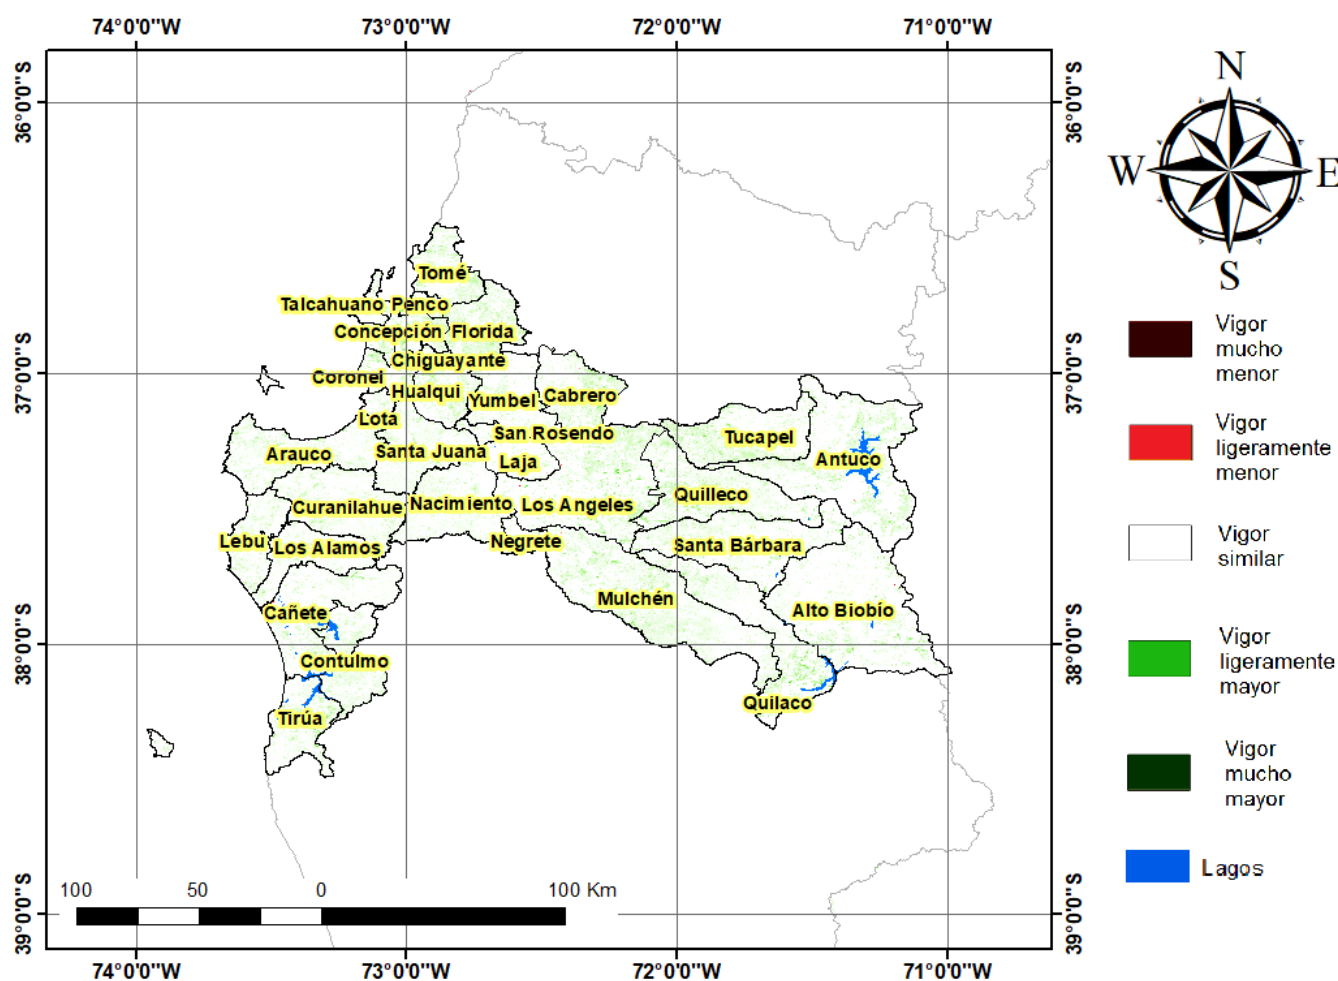 74°0'0"W 73°0'0"W 72°0'0"W 71°0'0"W
36°0'0"S 36°0'0"S
37°0'0"S 37°0'0"S
38°0'0"S 38°0'0"S
39°0'0"S 39°0'0"S
N
W E
S
Tomé
Talcahuano Penco
Concepción Florida
Chiguayante
Coronel
Hualqui
Yumbel
Cabrero
Lota
San Rosendo
Tucapel
Arauco
Santa Juana
Laja
Antuco
Curanilahue
Nacimiento
Los Angeles
Quilleco
Lebu
Los Alamos
Negrete
Santa Bárbara
Cañete
Mulchén
Alto Biobío
Contulmo
Quilaco
Tirúa
Vigor
mucho
menor
Vigor
ligeramente
menor
Vigor
similar
Vigor
ligeramente
mayor
Vigor
mucho
mayor
Lagos
100 50 0 100 Km
74°0'0"W 73°0'0"W 72°0'0"W 71°0'0"W